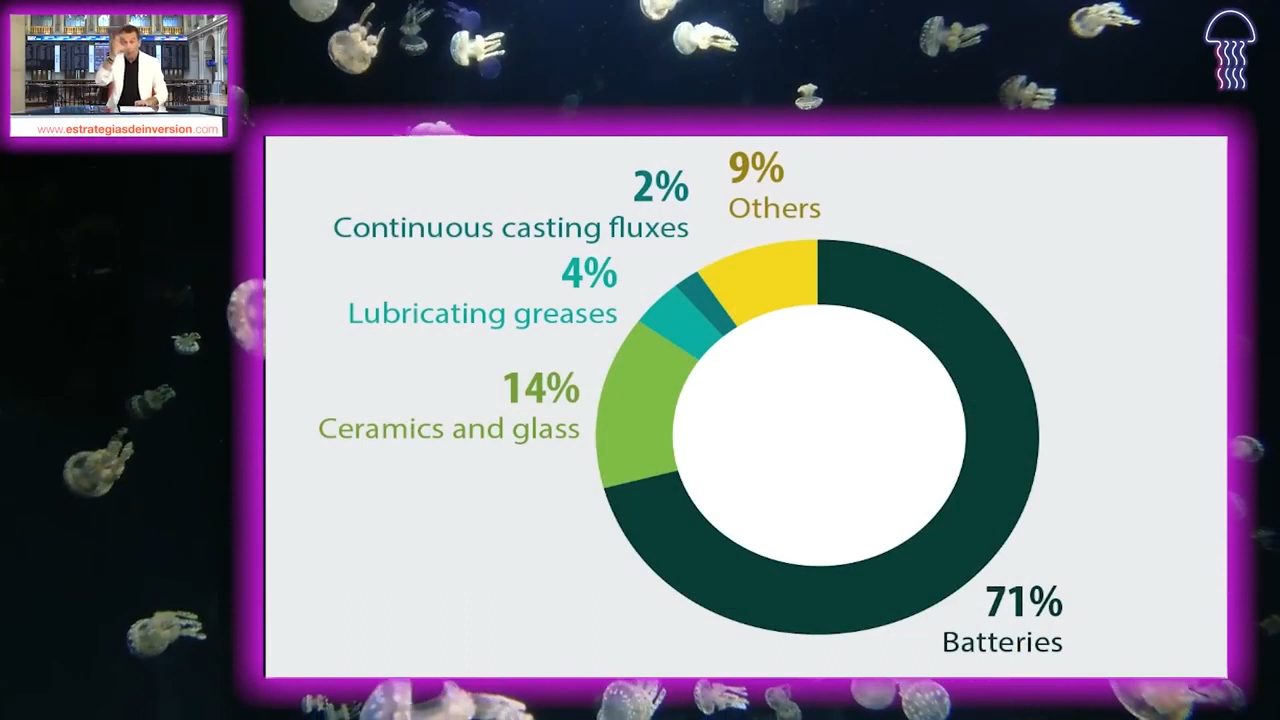 www.estrategiasdeinversion.com
9%
Others
2%
Continuous casting fluxes
4%
Lubricating greases
14%
Ceramics and glass
71%
Batteries